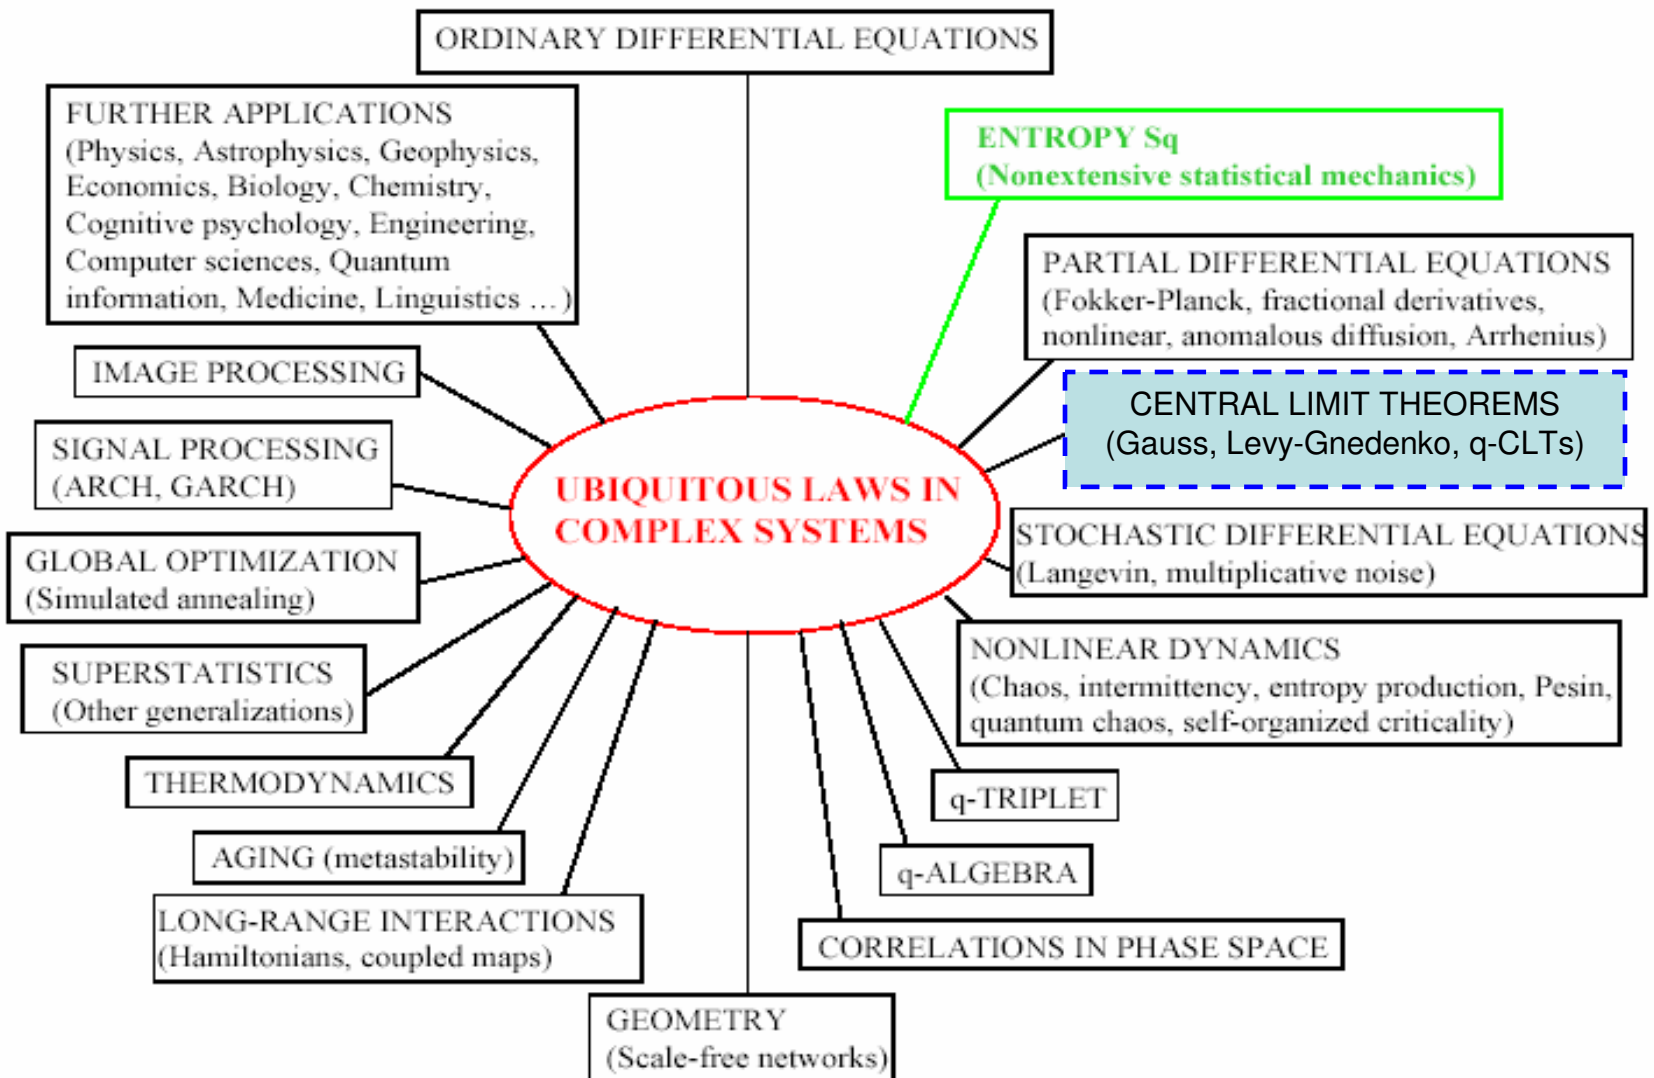 ORDINARY DIFFERENTIAL EQUATIONS
FURTHER APPLICATIONS
(Physics, Astrophysics, Geophysics,
Economics, Biology, Chemistry,
Cognitive psychology, Engineering,
Computer sciences, Quantum
information, Medicine, Linguistics …)
ENTROPY Sq
(Nonextensive statistical mechanics)
PARTIAL DIFFERENTIAL EQUATIONS
(Fokker-Planck, fractional derivatives,
nonlinear, anomalous diffusion, Arrhenius)
IMAGE PROCESSING
CENTRAL LIMIT THEOREMS
(Gauss, Levy-Gnedenko, q-CLTs)
SIGNAL PROCESSING
(ARCH, GARCH)
UBIQUITOUS LAWS IN
COMPLEX SYSTEMS
STOCHASTIC DIFFERENTIAL EQUATIONS
(Langevin, multiplicative noise)
GLOBAL OPTIMIZATION
(Simulated annealing)
NONLINEAR DYNAMICS
(Chaos, intermittency, entropy production, Pesin,
quantum chaos, self-organized criticality)
SUPERSTATISTICS
(Other generalizations)
THERMODYNAMICS
q-TRIPLET
AGING (metastability)
q-ALGEBRA
LONG-RANGE INTERACTIONS
(Hamiltonians, coupled maps)
CORRELATIONS IN PHASE SPACE
GEOMETRY
(Scale-free networks)